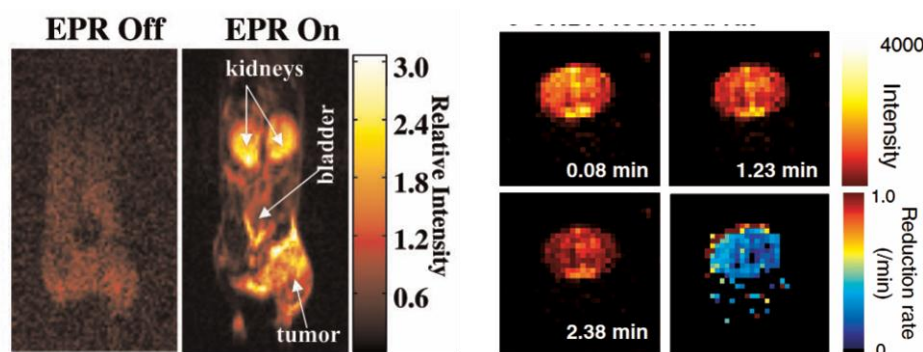 EPR Off
EPR On
kidneys
bladder
tumor
3.0
2.4
1.8
1.2
0.6
Relative Intensity
0.08 min
1.23 min
2.38 min
4000
Intensity
1.0
0
Reduction rate
(/min)